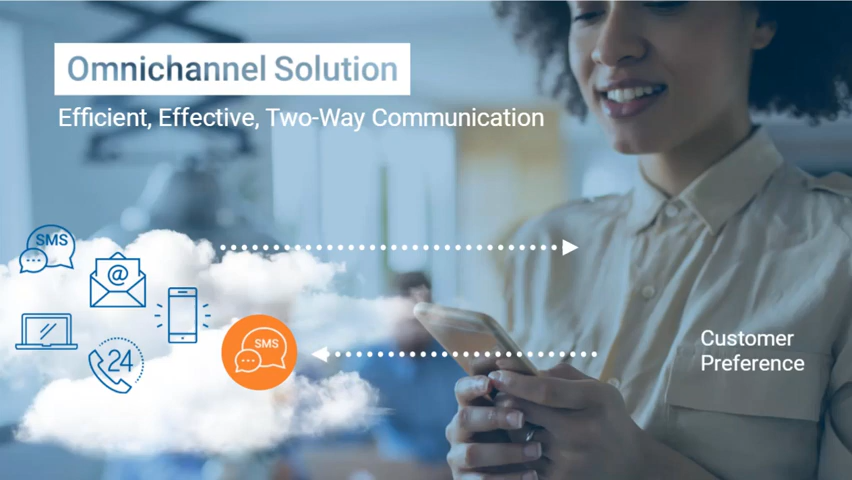 Omnichannel Solution
Efficient, Effective, Two-Way Communication
SMS
@
24
SMS
Customer
Preference